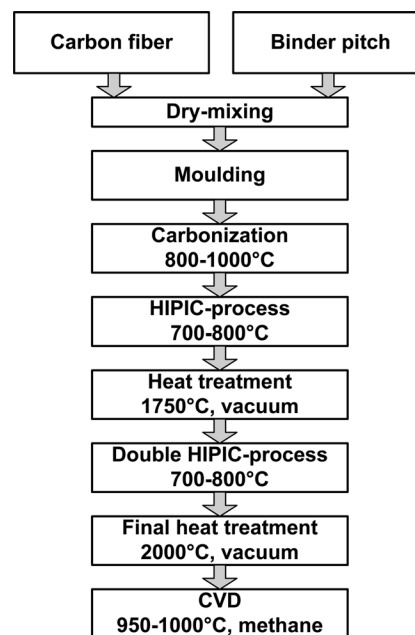 Carbon fiber
Binder pitch
Dry-mixing
Moulding
Carbonization
800-1000°C
HIPIC-process
700-800°C
Heat treatment
1750°C, vacuum
Double HIPIC-process
700-800°C
Final heat treatment
2000°C, vacuum
CVD
950-1000°C, methane